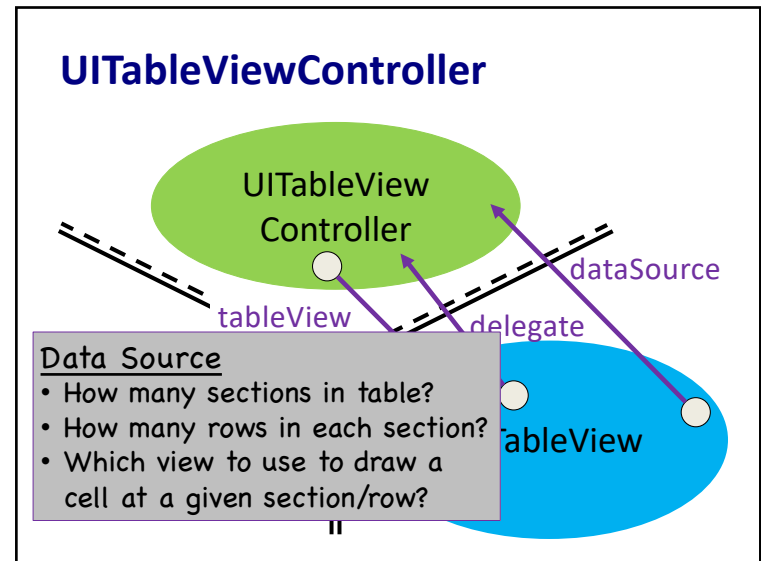 UITableViewController
UITableView
Controller
dataSource
tableView
delegate
Data Source
• How many sections in table?
• How many rows in each section?
• Which view to use to draw a
cell at a given section/row?
TableView